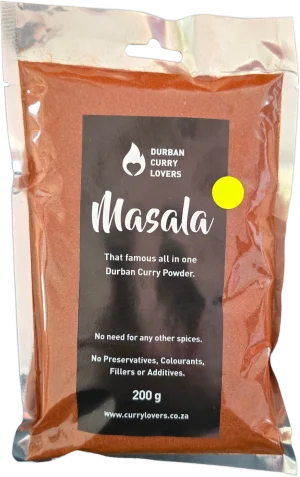 DURBAN
CURRY
LOVERS
Masala
That famous all in one
Durban Curry Powder.
No need for any other spices.
No Preservatives, Colourants,
Fillers or Additives.
200 g
www.currylovers.co.za